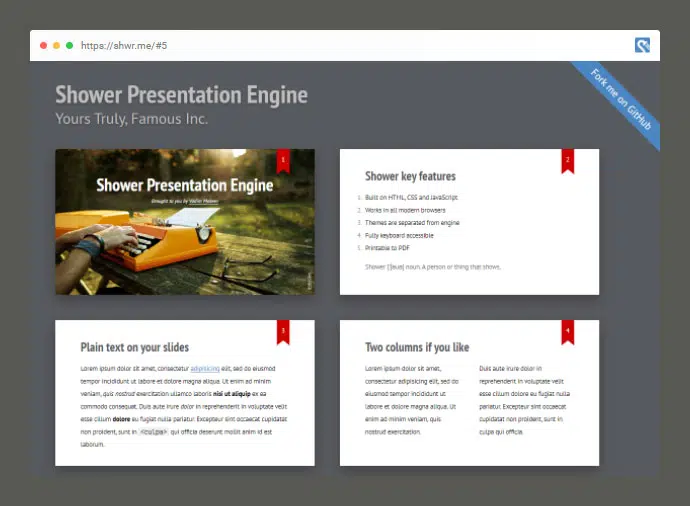 https://shwr.me/#5
Fork me on GitHub
Shower Presentation Engine
Yours Truly, Famous Inc.
1
Shower Presentation Engine
Brought to you by Vadim Makeev
2
Shower key features
1. Built on HTML, CSS and JavaScript
2. Works in all modern browsers
3. Themes are separated from engine
4. Fully keyboard accessible
5. Printable to PDF
Shower ['ʃəuə] noun. A person or thing that shows.
3
Plain text on your slides
Lorem ipsum dolor sit amet, consectetur adipisicing elit, sed do eiusmod
tempor incididunt ut labore et dolore magna aliqua. Ut enim ad minim
veniam, quis nostrud exercitation ullamco laboris nisi ut aliquip ex ea
commodo consequat. Duis aute irure dolor in reprehenderit in voluptate velit
esse cillum dolore eu fugiat nulla pariatur. Excepteur sint occaecat cupidatat
non proident, sunt in <culpa> qui officia deserunt mollit anim id est
laborum.
4
Two columns if you like
Lorem ipsum dolor sit amet,
consectetur adipisicing elit, sed do
eiusmod tempor incididunt ut
labore et dolore magna aliqua. Ut
enim ad minim veniam, quis
nostrud exercitation.
Duis aute irure dolor in
reprehenderit in voluptate velit
esse cillum dolore eu fugiat nulla
pariatur. Excepteur sint occaecat
cupidatat non proident, sunt in
culpa qui officia.